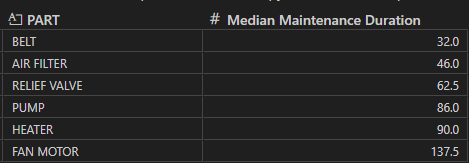 PART # Median Maintenance Duration
BELT 32.0
AIR FILTER 46.0
RELIEF VALVE 62.5
PUMP 86.0
HEATER 90.0
FAN MOTOR 137.5